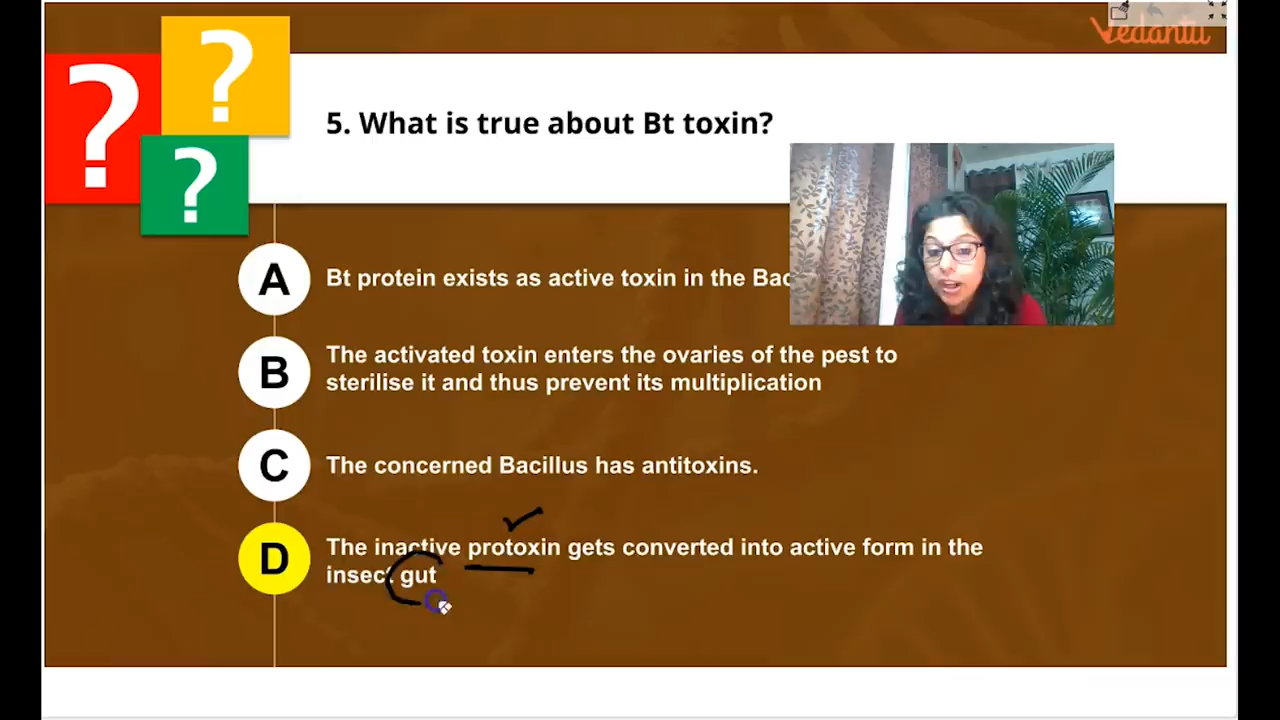 Vedantu
?
?
?
5. What is true about Bt toxin?
A
Bt protein exists as active toxin in the
B
The activated toxin enters the ovaries of the pest to
sterilise it and thus prevent its multiplication
C
The concerned Bacillus has antitoxins.
D
The inactive protoxin gets converted into active form in the
insect gut